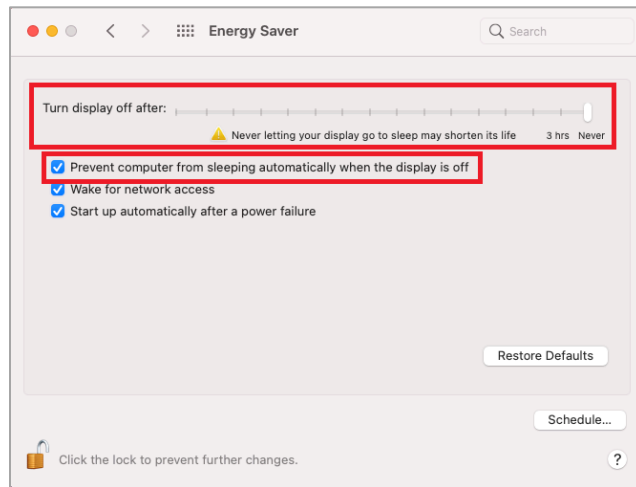 Energy Saver
Search
Turn display off after:
Never letting your display go to sleep may shorten its life 3 hrs Never
Prevent computer from sleeping automatically when the display is off
Wake for network access
Start up automatically after a power failure
Restore Defaults
Schedule...
Click the lock to prevent further changes.
?